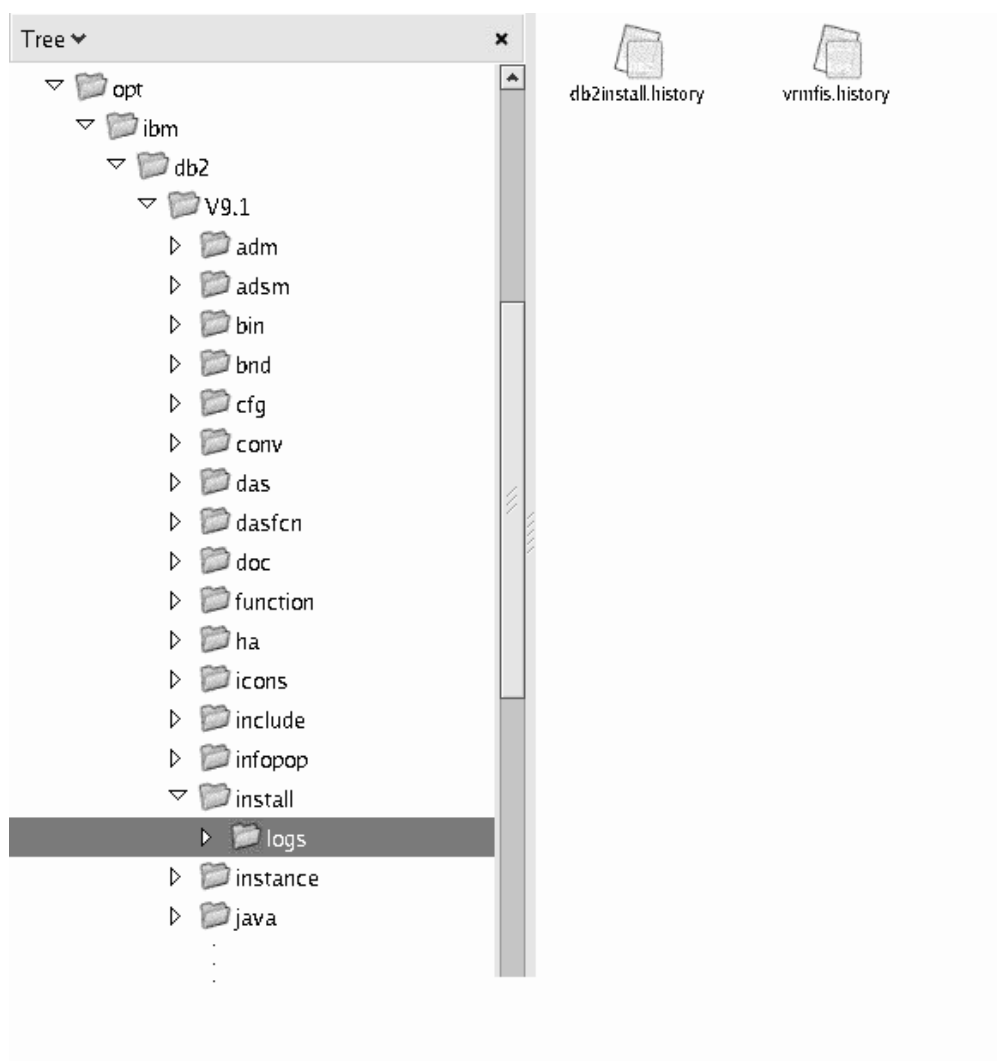 Tree
opt
ibm
db2
V9.1
adm
adsm
bin
bnd
cfg
conv
das
dasfcn
doc
function
ha
icons
include
infopop
install
logs
instance
java
db2install.history
vrmfis.history